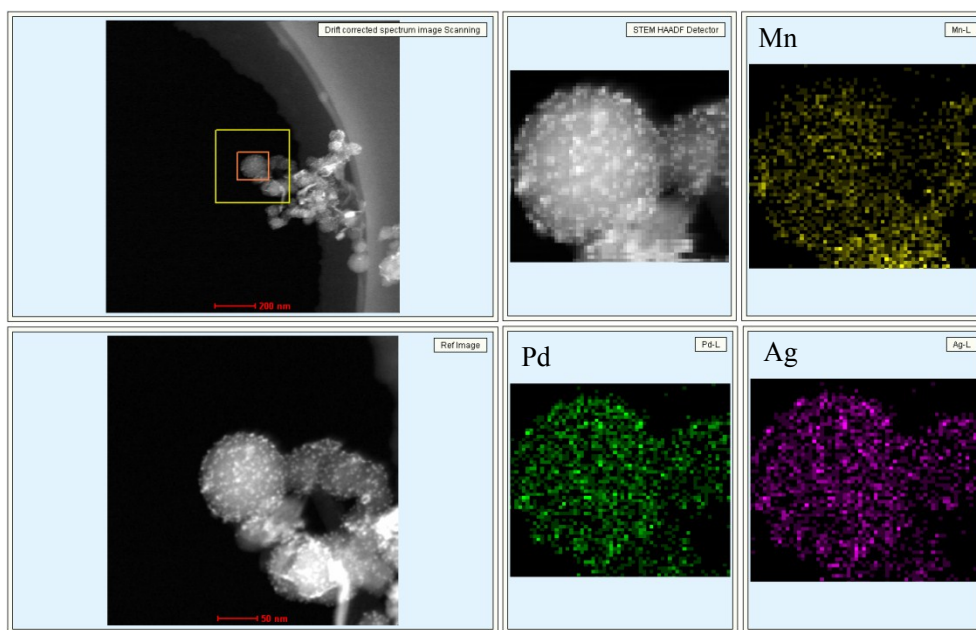 Drift corrected spectrum image Scanning
200 nm
STEM HAADF Detector
Mn
Mn-L
Ref Image
50 nm
Pd
Pd-L
Ag
Ag-L